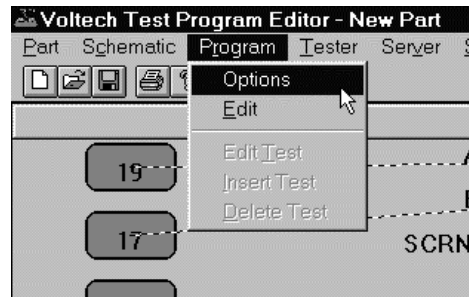 Voltech Test Program Editor - New Part
Part Schematic Program Tester Server
Options
Edit
Edit Test
Insert Test
Delete Test
19
17
SCRN